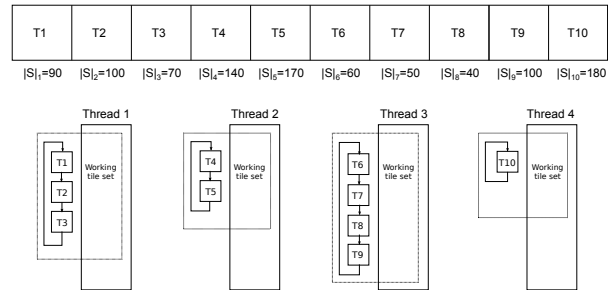 T1 T2 T3 T4 T5 T6 T7 T8 T9 T10
|S|₁=90 |S|₂=100 |S|₃=70 |S|₄=140 |S|₅=170 |S|₆=60 |S|₇=50 |S|₈=40 |S|₉=100 |S|₁₀=180
Thread 1 Thread 2 Thread 3 Thread 4
T1
T2
T3
Working
tile set
T4
T5
Working
tile set
T6
T7
T8
T9
Working
tile set
T10
Working
tile set